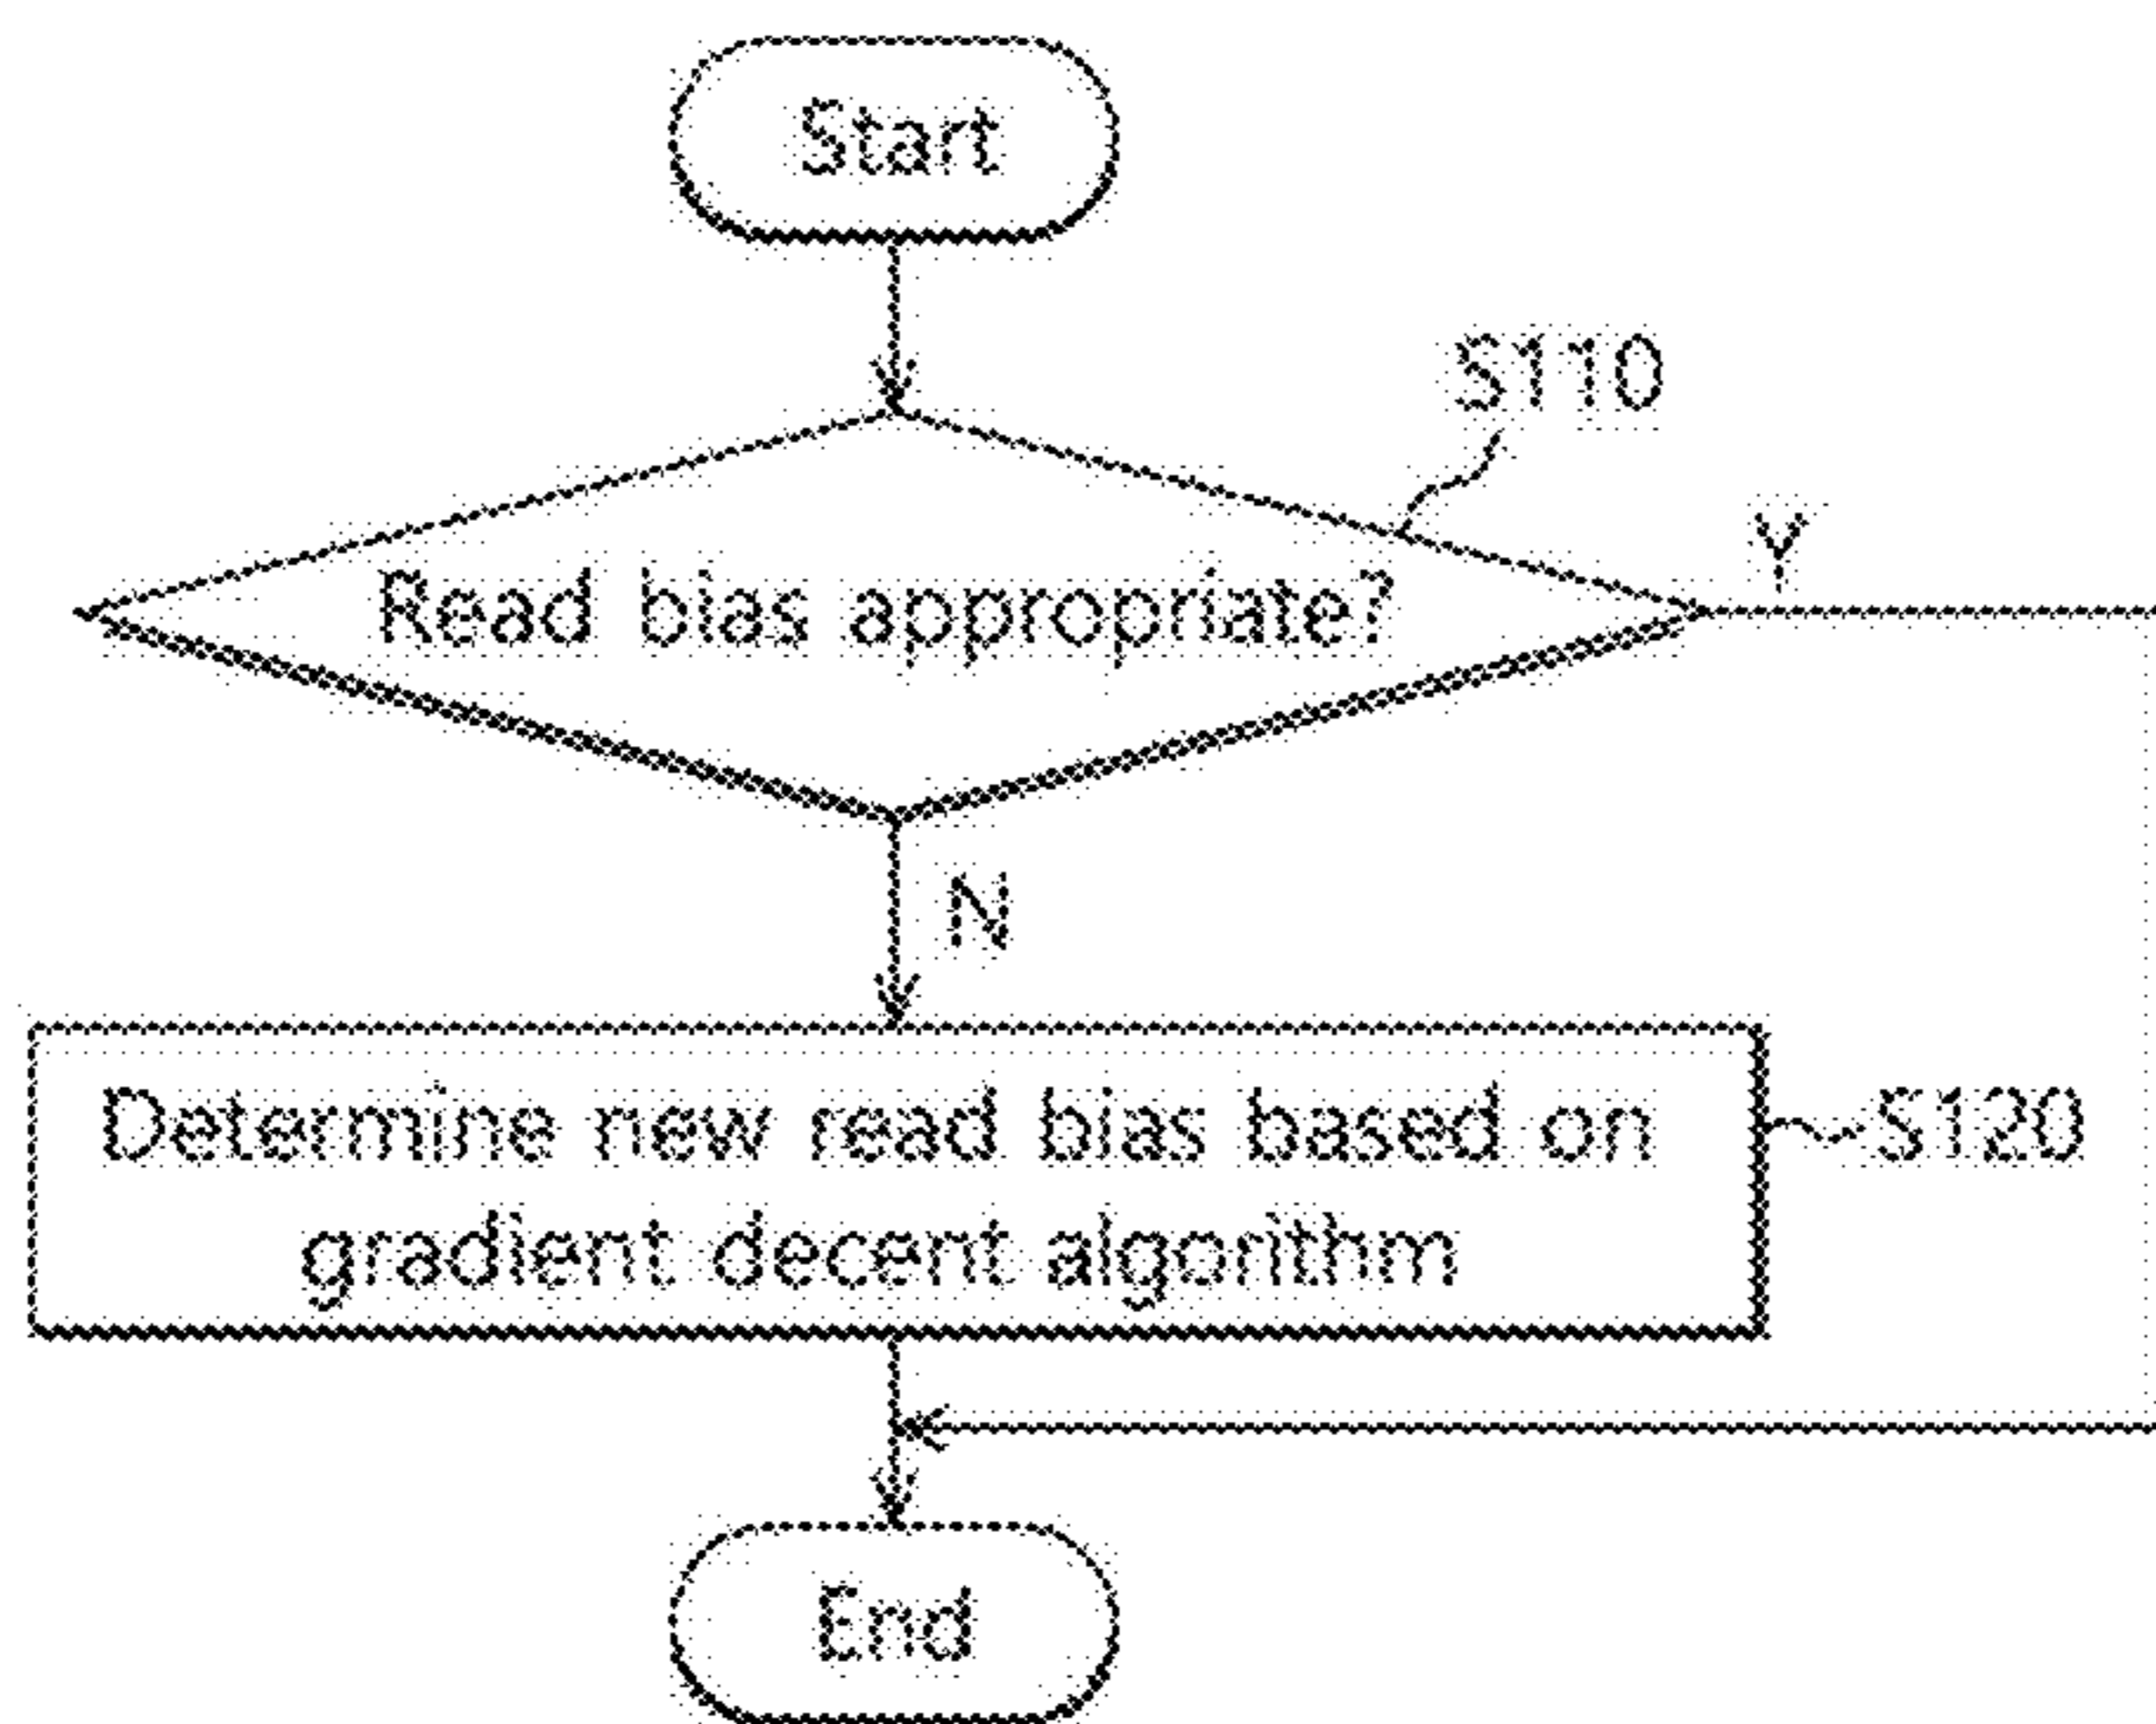 Start
S110
Read bias appropriate?
Y
N
Determine new read bias based on
gradient decent algorithm
S120
End